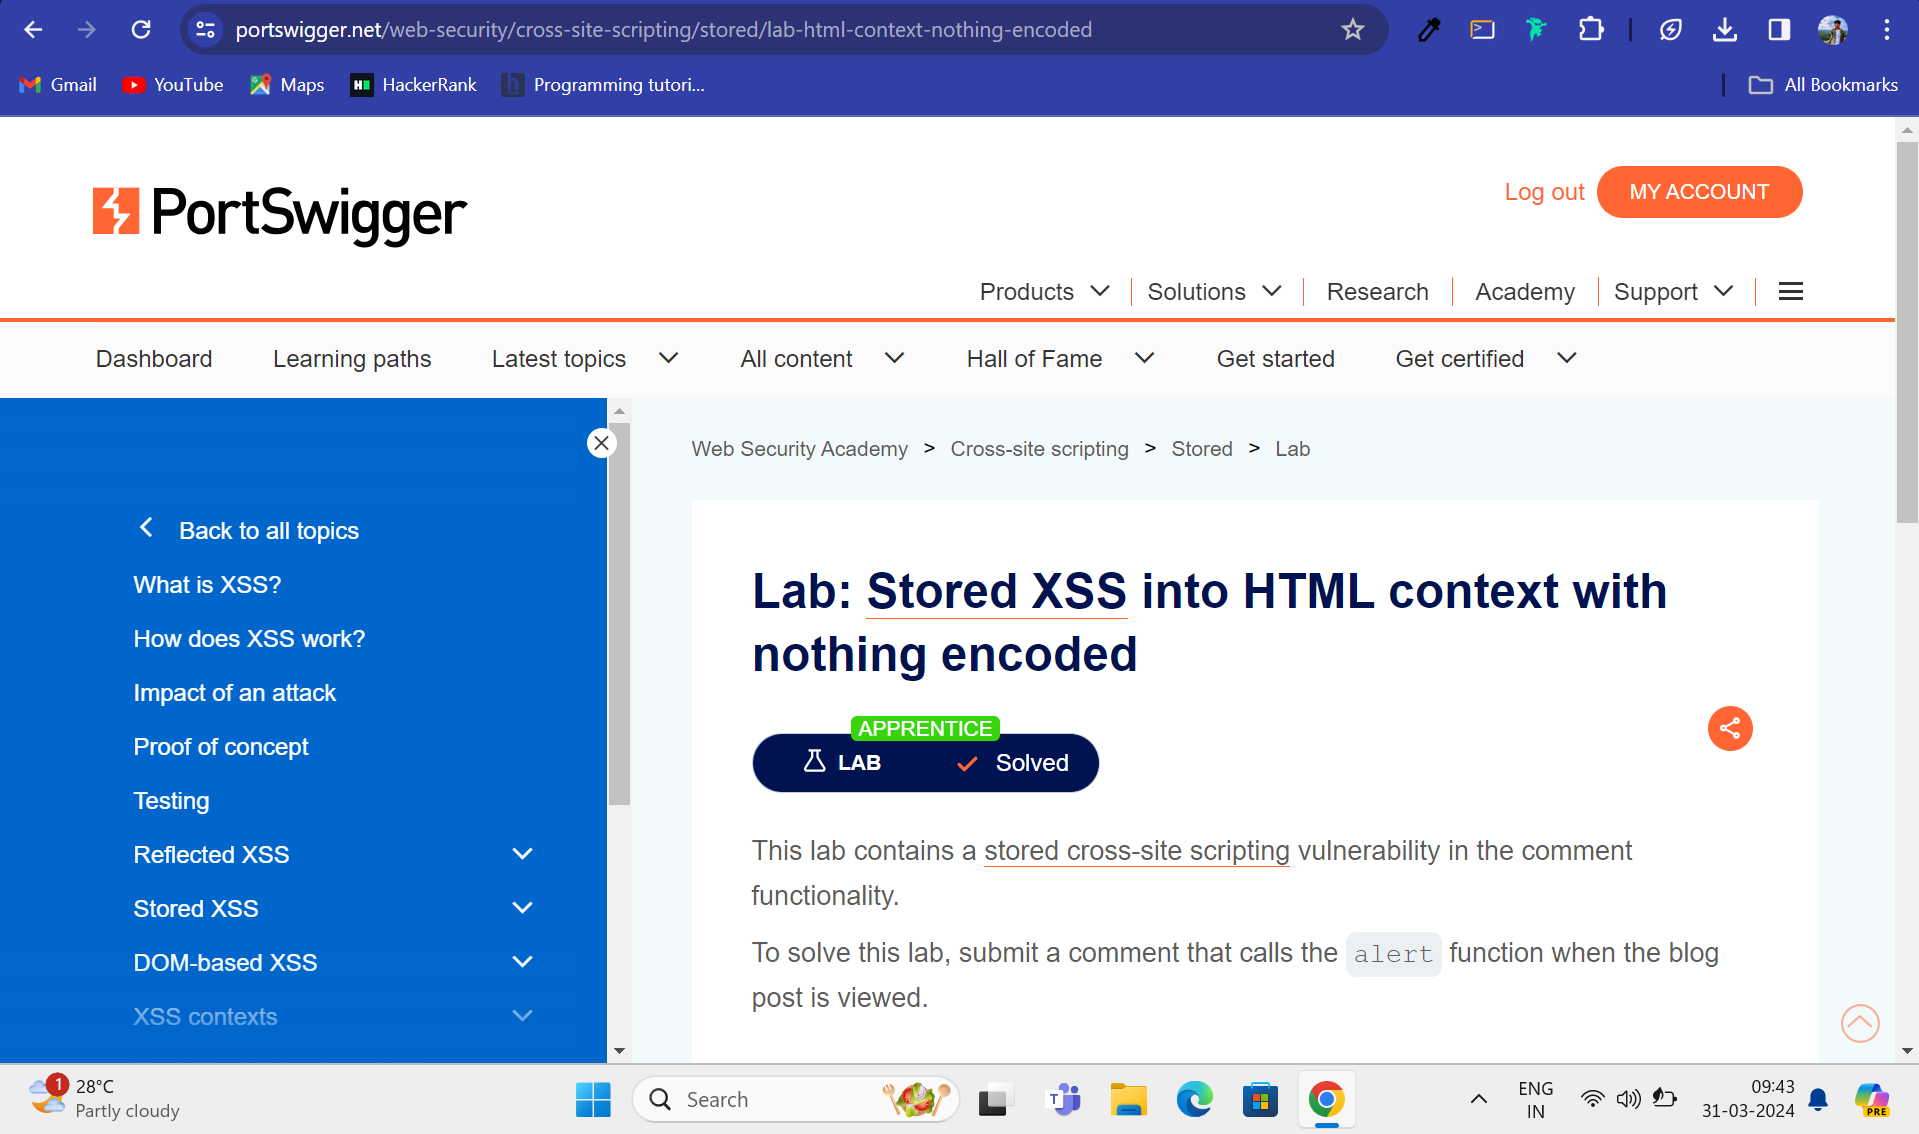 portswigger.net/web-security/cross-site-scripting/stored/lab-html-context-nothing-encoded
Gmail YouTube Maps HackerRank Programming tutori... All Bookmarks
PortSwigger
Log out MY ACCOUNT
Products Solutions Research Academy Support
Dashboard Learning paths Latest topics All content Hall of Fame Get started Get certified
Back to all topics
What is XSS?
How does XSS work?
Impact of an attack
Proof of concept
Testing
Reflected XSS
Stored XSS
DOM-based XSS
XSS contexts
Web Security Academy > Cross-site scripting > Stored > Lab
Lab: Stored XSS into HTML context with
nothing encoded
APPRENTICE
LAB Solved
This lab contains a stored cross-site scripting vulnerability in the comment
functionality.
To solve this lab, submit a comment that calls the alert function when the blog
post is viewed.
1
28°C
Partly cloudy
Search
T
ENG
IN
09:43
31-03-2024
PRE